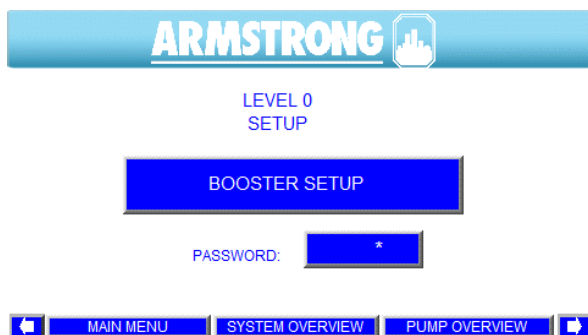 ARMSTRONG
LEVEL 0
SETUP
BOOSTER SETUP
PASSWORD: *
MAIN MENU SYSTEM OVERVIEW PUMP OVERVIEW